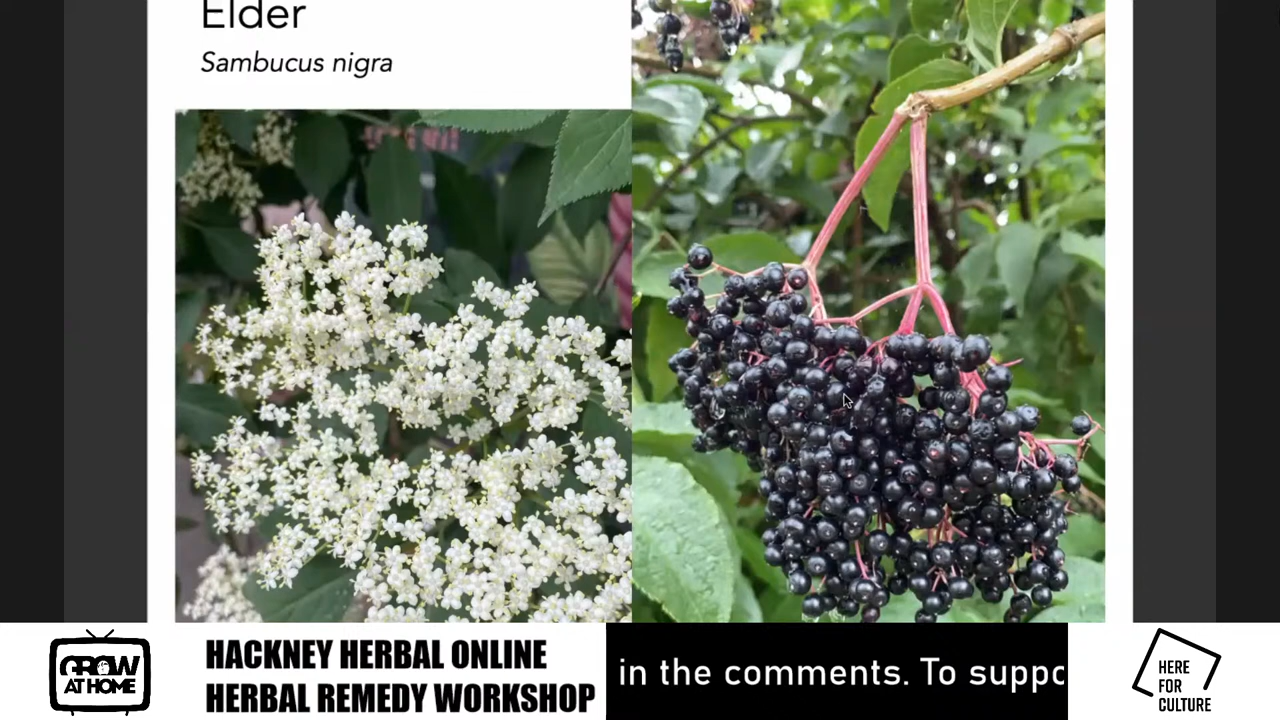 Elder
Sambucus nigra
GROW
AT HOME
HACKNEY HERBAL ONLINE
HERBAL REMEDY WORKSHOP
in the comments. To suppo
HERE
FOR
CULTURE